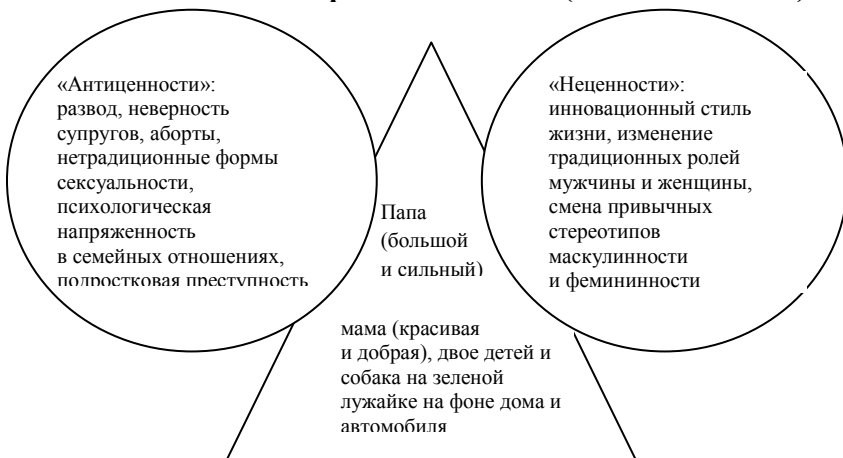 «Антиценности»:
развод, неверность
супругов, аборты,
нетрадиционные формы
сексуальности,
психологическая
напряженность
в семейных отношениях,
подростковая преступность
«Неценности»:
инновационный стиль
жизни, изменение
традиционных ролей
мужчины и женщины,
смена привычных
стереотипов
маскулинности
и фемининности
Папа
(большой
и сильный)
мама (красивая
и добрая), двое детей и
собака на зеленой
лужайке на фоне дома и
автомобиля